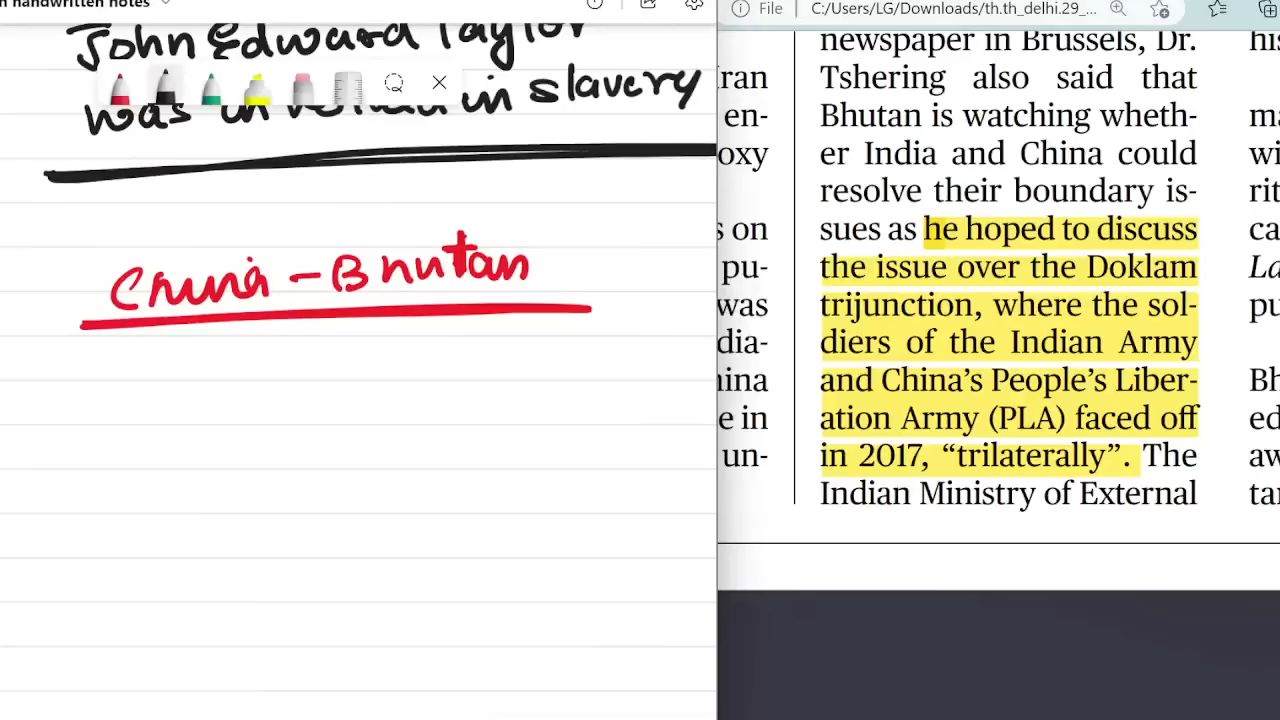 n handwritten notes
John Edward Taylor
was in in slavery
China - Bhutan
File C:/Users/LG/Downloads/th.th_delhi.29_...
newspaper in Brussels, Dr.
Tshering also said that
Bhutan is watching wheth-
er India and China could
resolve their boundary is-
sues as he hoped to discuss
the issue over the Doklam
trijunction, where the sol-
diers of the Indian Army
and China's People's Liber-
ation Army (PLA) faced off
in 2017, “trilaterally”. The
Indian Ministry of External
ran
en-
oxy
s on
pu-
was
dia-
ina
e in
un-
his
ma
wi
rit
ca
La
pu
Bh
ed
aw
tar